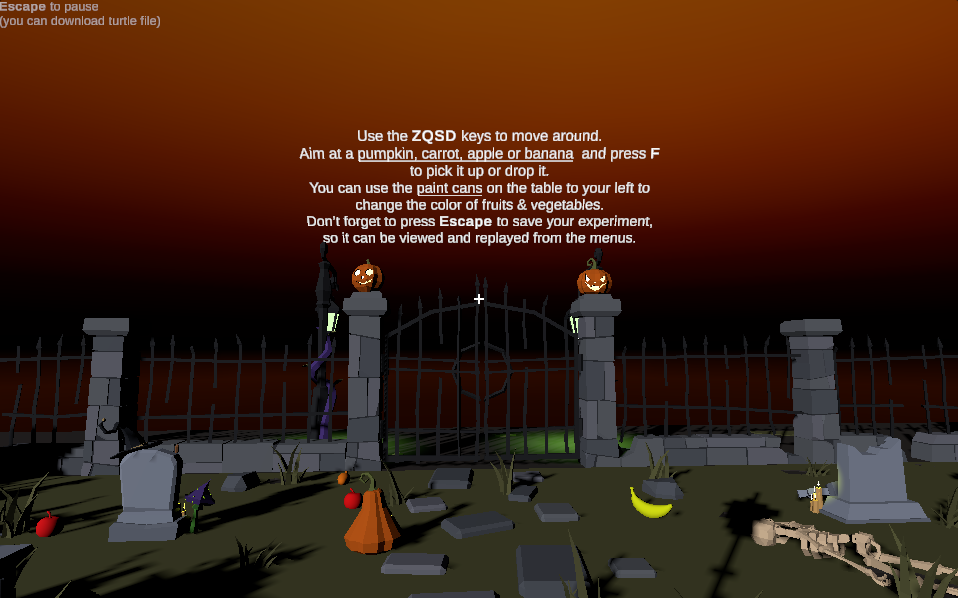 Escape to pause
(you can download turtle file)
Use the ZQSD keys to move around.
Aim at a pumpkin, carrot, apple or banana and press F
to pick it up or drop it.
You can use the paint cans on the table to your left to
change the color of fruits & vegetables.
Don't forget to press Escape to save your experiment,
so it can be viewed and replayed from the menus.